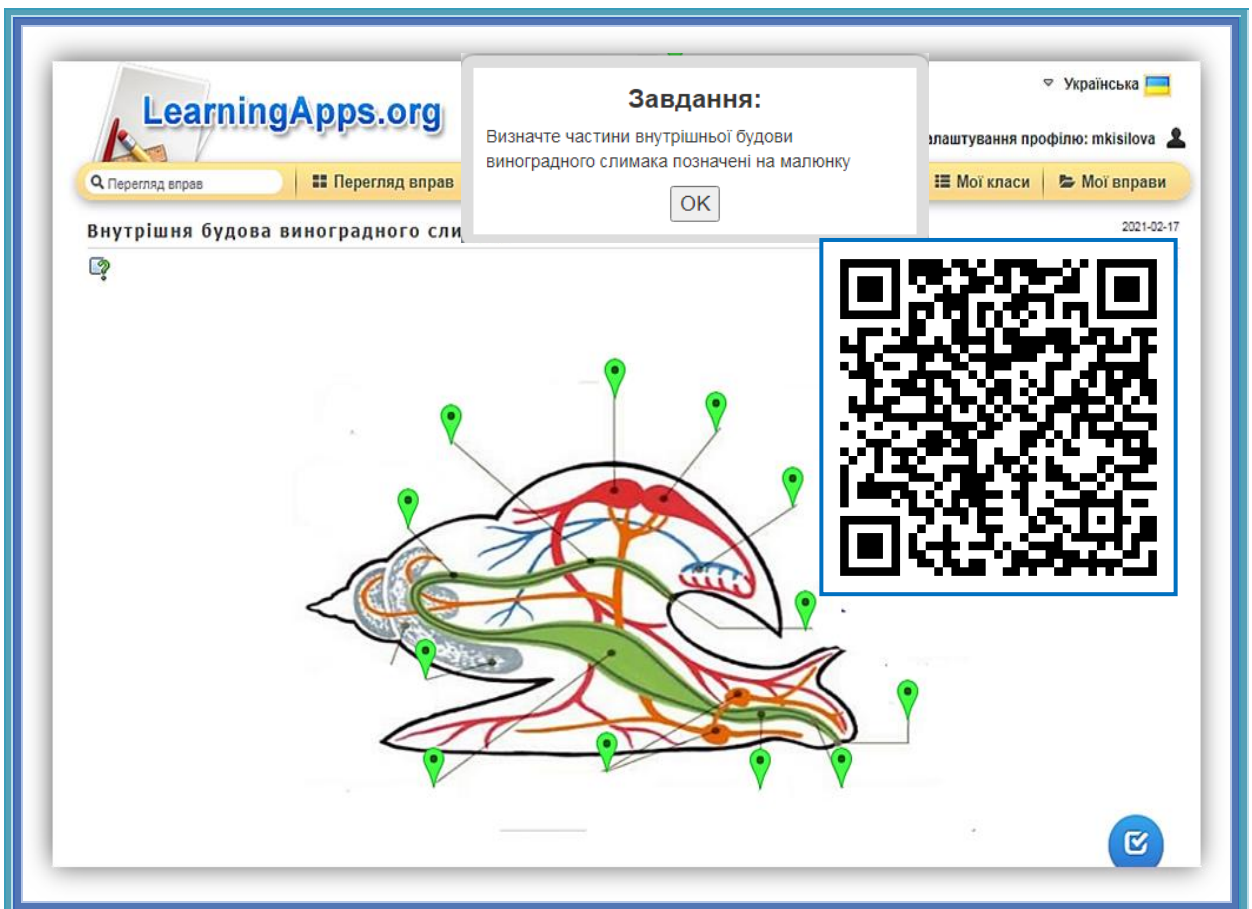 LearningApps.org
Завдання:
Визначте частини внутрішньої будови
виноградного слимака позначені на малюнку
OK
Українська
алаштування профілю: mkisilova
Перегляд вправ
Перегляд вправ
Мої класи
Мої вправи
Внутрішня будова виноградного сли
2021-02-17